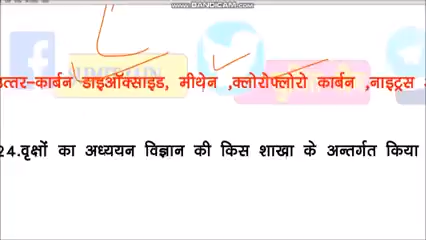 WWW.BANDICAM.COM
उत्तर-कार्बन डाइऑक्साइड, मीथेन ,क्लोरोफ्लोरो कार्बन ,नाइट्रस
24.वृक्षों का अध्ययन विज्ञान की किस शाखा के अन्तर्गत किया